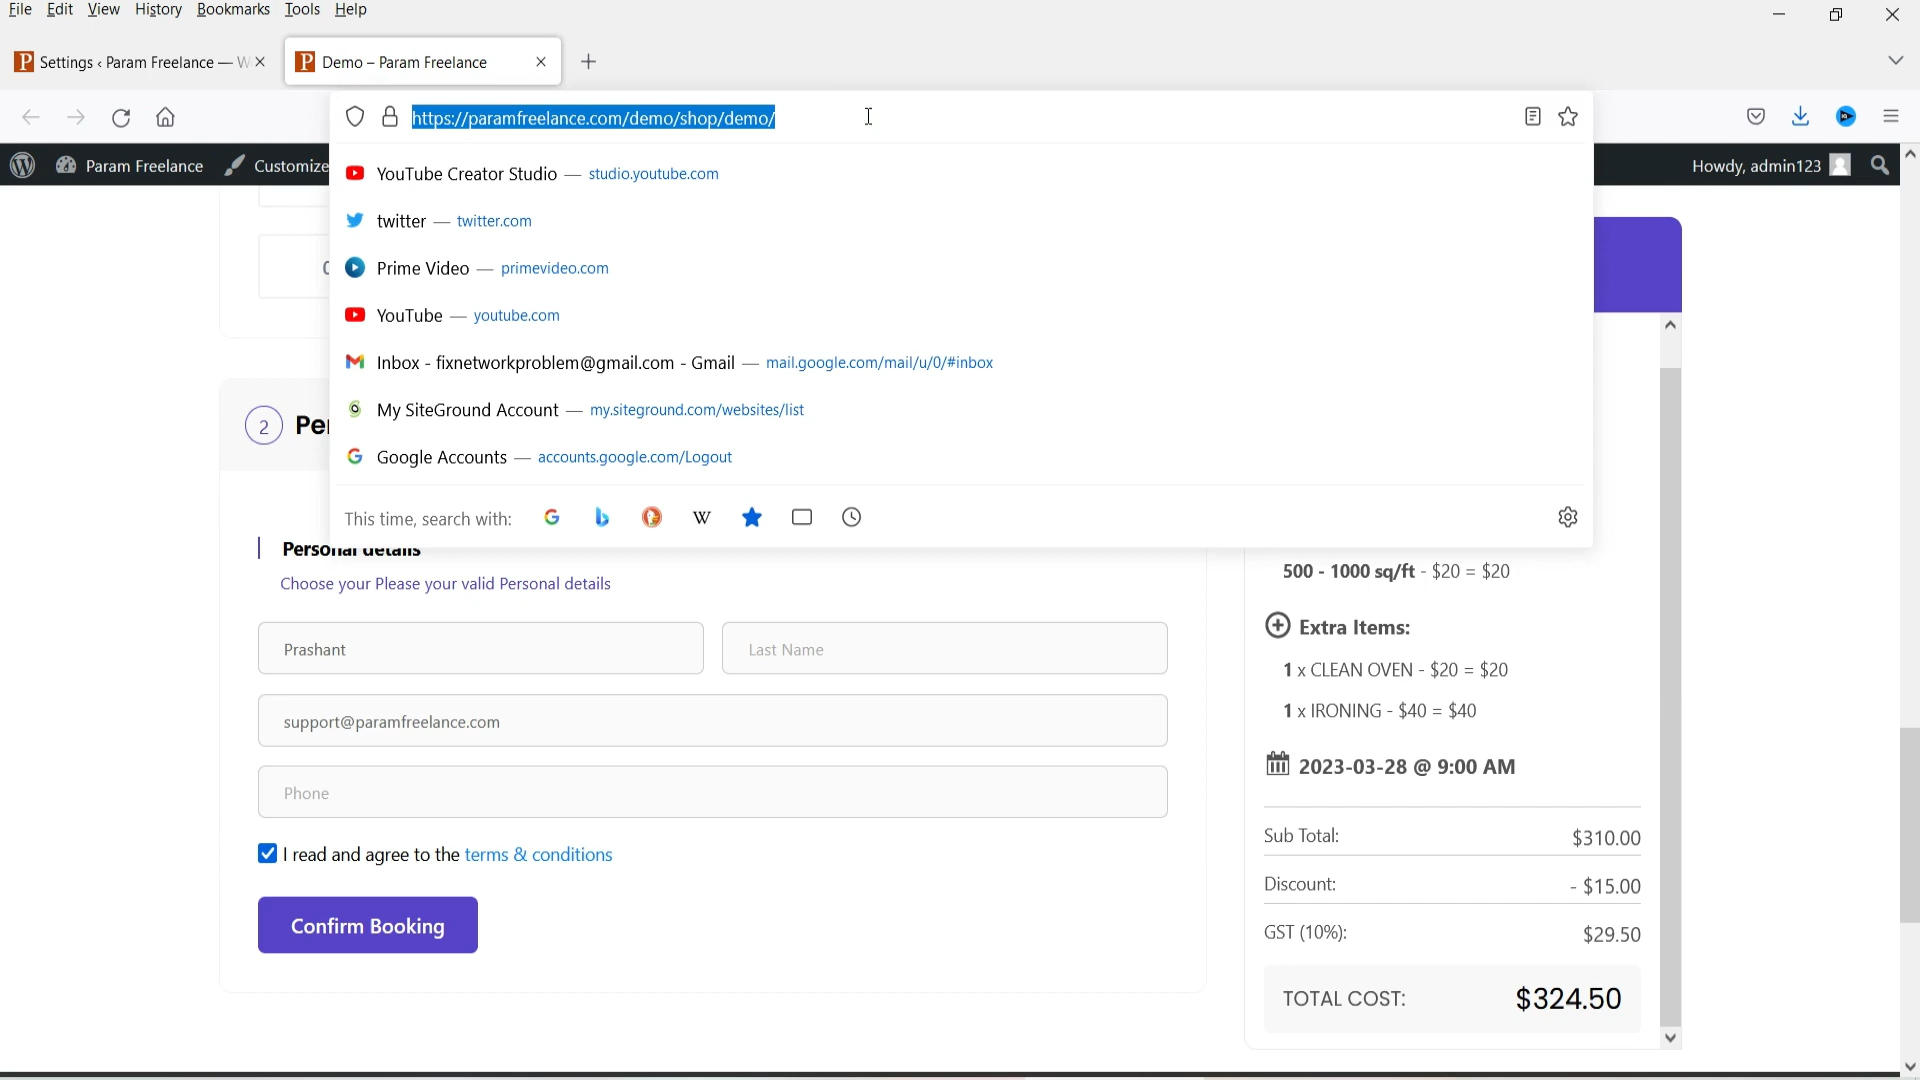 File Edit View History Bookmarks Tools Help
Settings ‹ Param Freelance — W
Demo – Param Freelance
https://paramfreelance.com/demo/shop/demo/
Param Freelance
Customize
Howdy, admin123
YouTube Creator Studio — studio.youtube.com
twitter — twitter.com
Prime Video — primevideo.com
YouTube — youtube.com
Inbox - fixnetworkproblem@gmail.com - Gmail — mail.google.com/mail/u/0/#inbox
My SiteGround Account — my.siteground.com/websites/list
Google Accounts — accounts.google.com/Logout
This time, search with:
2
Personal details
Choose your Please your valid Personal details
Prashant
Last Name
support@paramfreelance.com
Phone
I read and agree to the terms & conditions
Confirm Booking
500 - 1000 sq/ft - $20 = $20
Extra Items:
1 x CLEAN OVEN - $20 = $20
1 x IRONING - $40 = $40
2023-03-28 @ 9:00 AM
Sub Total: $310.00
Discount: - $15.00
GST (10%): $29.50
TOTAL COST: $324.50